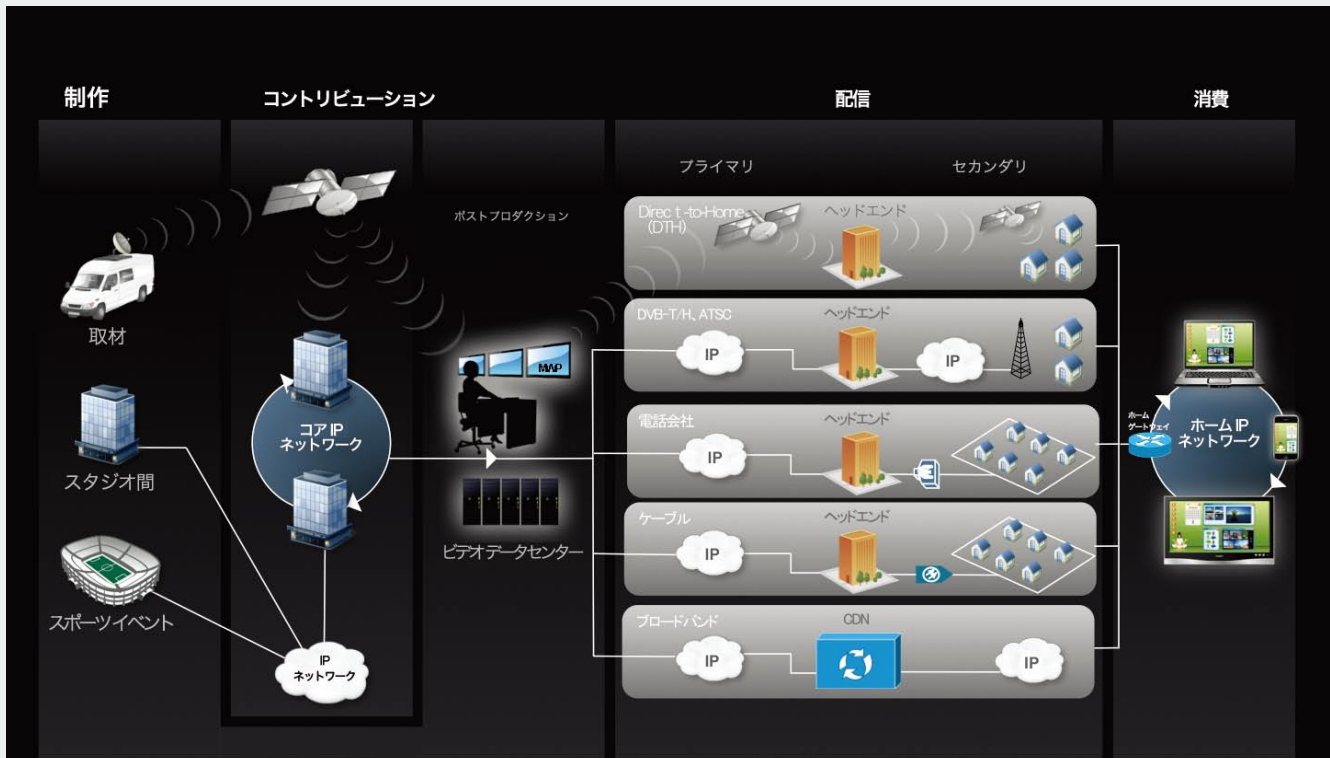 制作
コントリビューション
配信
消費
プライマリ
セカンダリ
ポストプロダクション
取材
スタジオ間
スポーツイベント
コア IP
ネットワーク
IP
ネットワーク
MAP
ビデオデータセンター
Direc t -to-Home
(DTH)
ヘッドエンド
DVB-T/H、ATSC
ヘッドエンド
IP
IP
電話会社
ヘッドエンド
IP
ケーブル
ヘッドエンド
IP
ブロードバンド
CDN
IP
IP
ホーム
ゲートウェイ
ホーム IP
ネットワーク